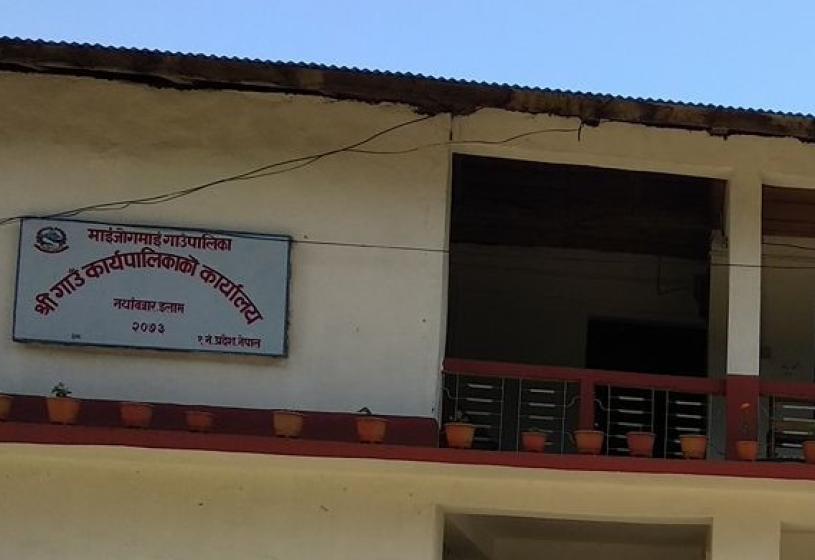 माईजोगमाई गाउँपालिका
श्री गाउँ कार्यपालिकाको कार्यालय
नयाँबजार, इलाम
२०७३
१ नं. प्रदेश, नेपाल